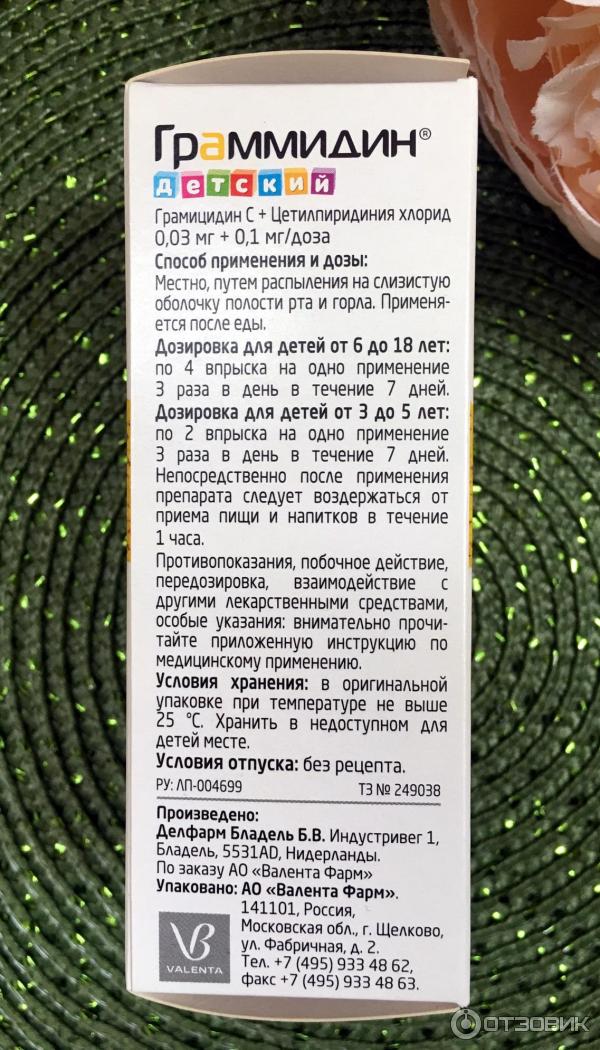 Граммидин®
детский
Грамицидин С + Цетилпиридиния хлорид
0,03 мг + 0,1 мг/доза
Способ применения и дозы:
Местно, путем распыления на слизистую
оболочку полости рта и горла. Применя-
ется после еды.
Дозировка для детей от 6 до 18 лет:
по 4 впрыска на одно применение
3 раза в день в течение 7 дней.
Дозировка для детей от 3 до 5 лет:
по 2 впрыска на одно применение
3 раза в день в течение 7 дней.
Непосредственно после применения
препарата следует воздержаться от
приема пищи и напитков в течение
1 часа.
Противопоказания, побочное действие,
передозировка, взаимодействие с
другими лекарственными средствами,
особые указания: внимательно прочи-
тайте приложенную инструкцию по
медицинскому применению.
Условия хранения: в оригинальной
упаковке при температуре не выше
25 °С. Хранить в недоступном для
детей месте.
Условия отпуска: без рецепта.
РУ: ЛП-004699 ТЗ № 249038
Произведено:
Делфарм Бладель Б.В. Индустривег 1,
Бладель, 5531AD, Нидерланды.
По заказу АО «Валента Фарм»
Упаковано: АО «Валента Фарм».
141101, Россия,
Московская обл., г. Щелково,
ул. Фабричная, д. 2.
Тел. +7 (495) 933 48 62,
факс +7 (495) 933 48 63.
VALENTA
ОТЗОВИК